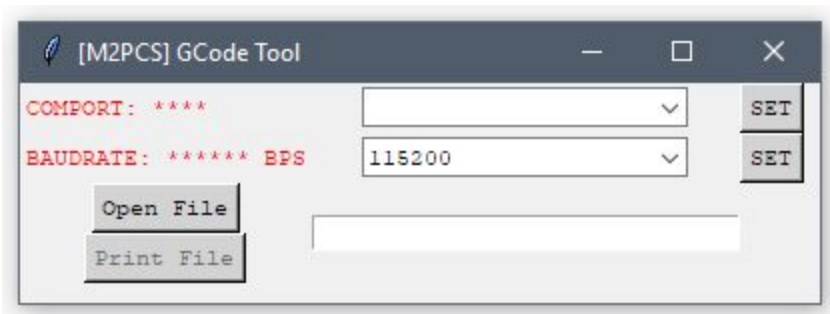 [M2PCS] GCode Tool
COMPORT: **** SET
BAUDRATE: ****** BPS 115200 SET
Open File
Print File